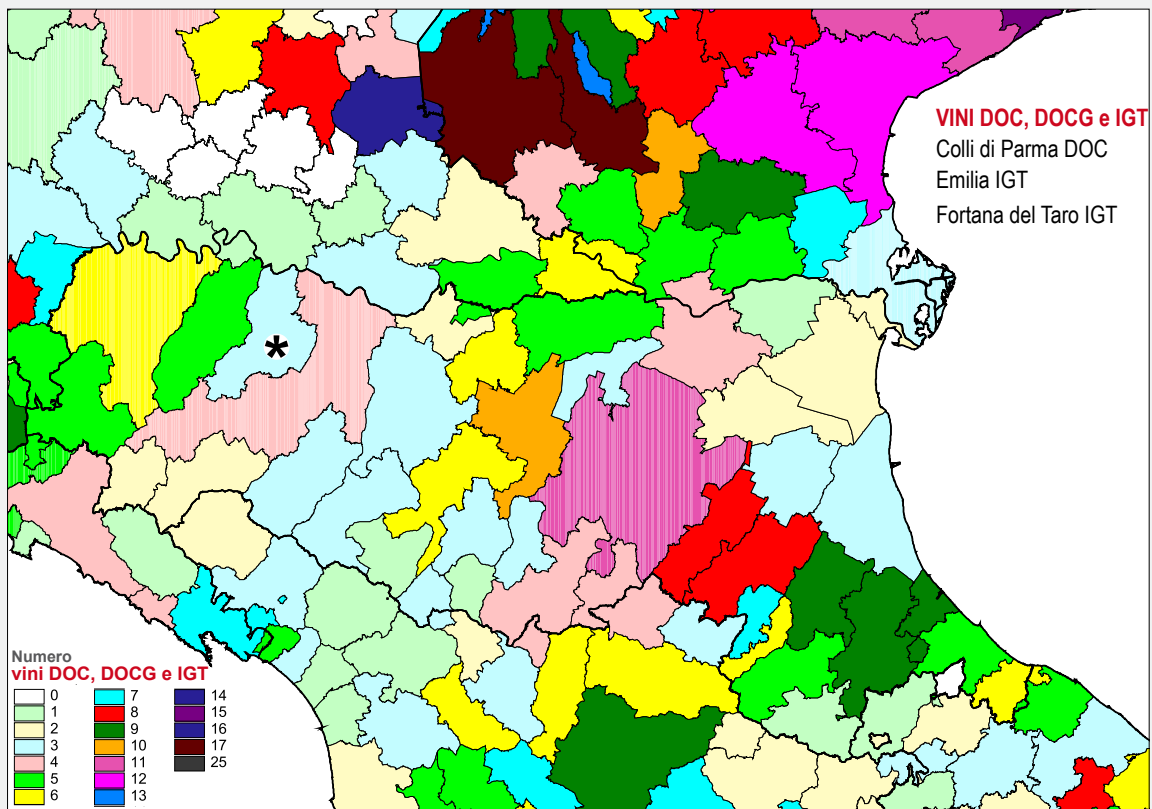 VINI DOC, DOCG e IGT
Colli di Parma DOC
Emilia IGT
Fortana del Taro IGT
*
Numero
vini DOC, DOCG e IGT
0 7 14
1 8 15
2 9 16
3 10 17
4 11 25
5 12
6 13